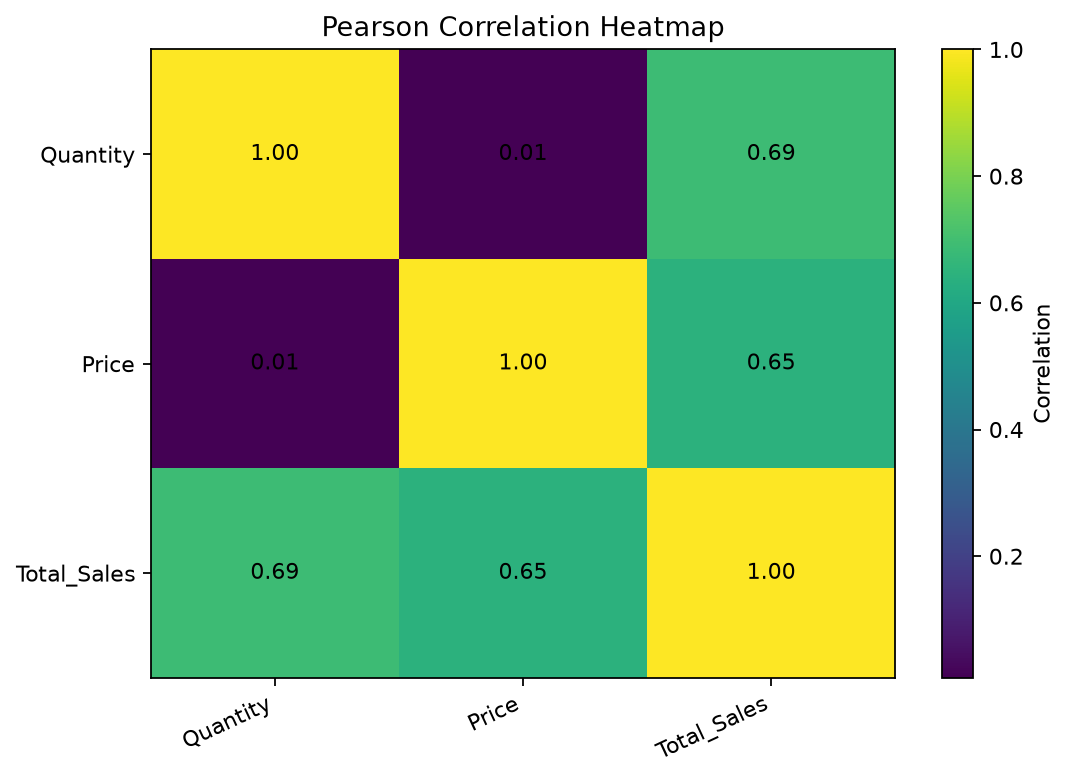 Pearson Correlation Heatmap
Quantity 1.00 0.01 0.69
Price 0.01 1.00 0.65
Total_Sales 0.69 0.65 1.00
Quantity Price Total_Sales
1.0
0.8
0.6
0.4
0.2
Correlation